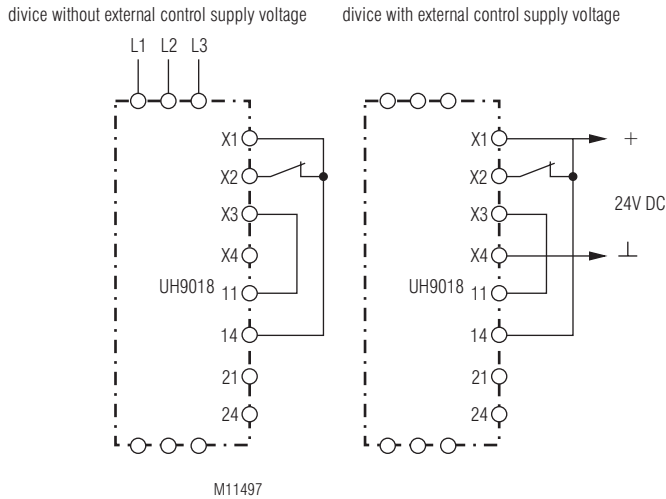 divice without external control supply voltage
divice with external control supply voltage
L1 L2 L3
X1
X2
X3
X4
UH9018 11
14
21
24
X1
+
X2
24V DC
X3
X4
UH9018 11
14
21
24
M11497